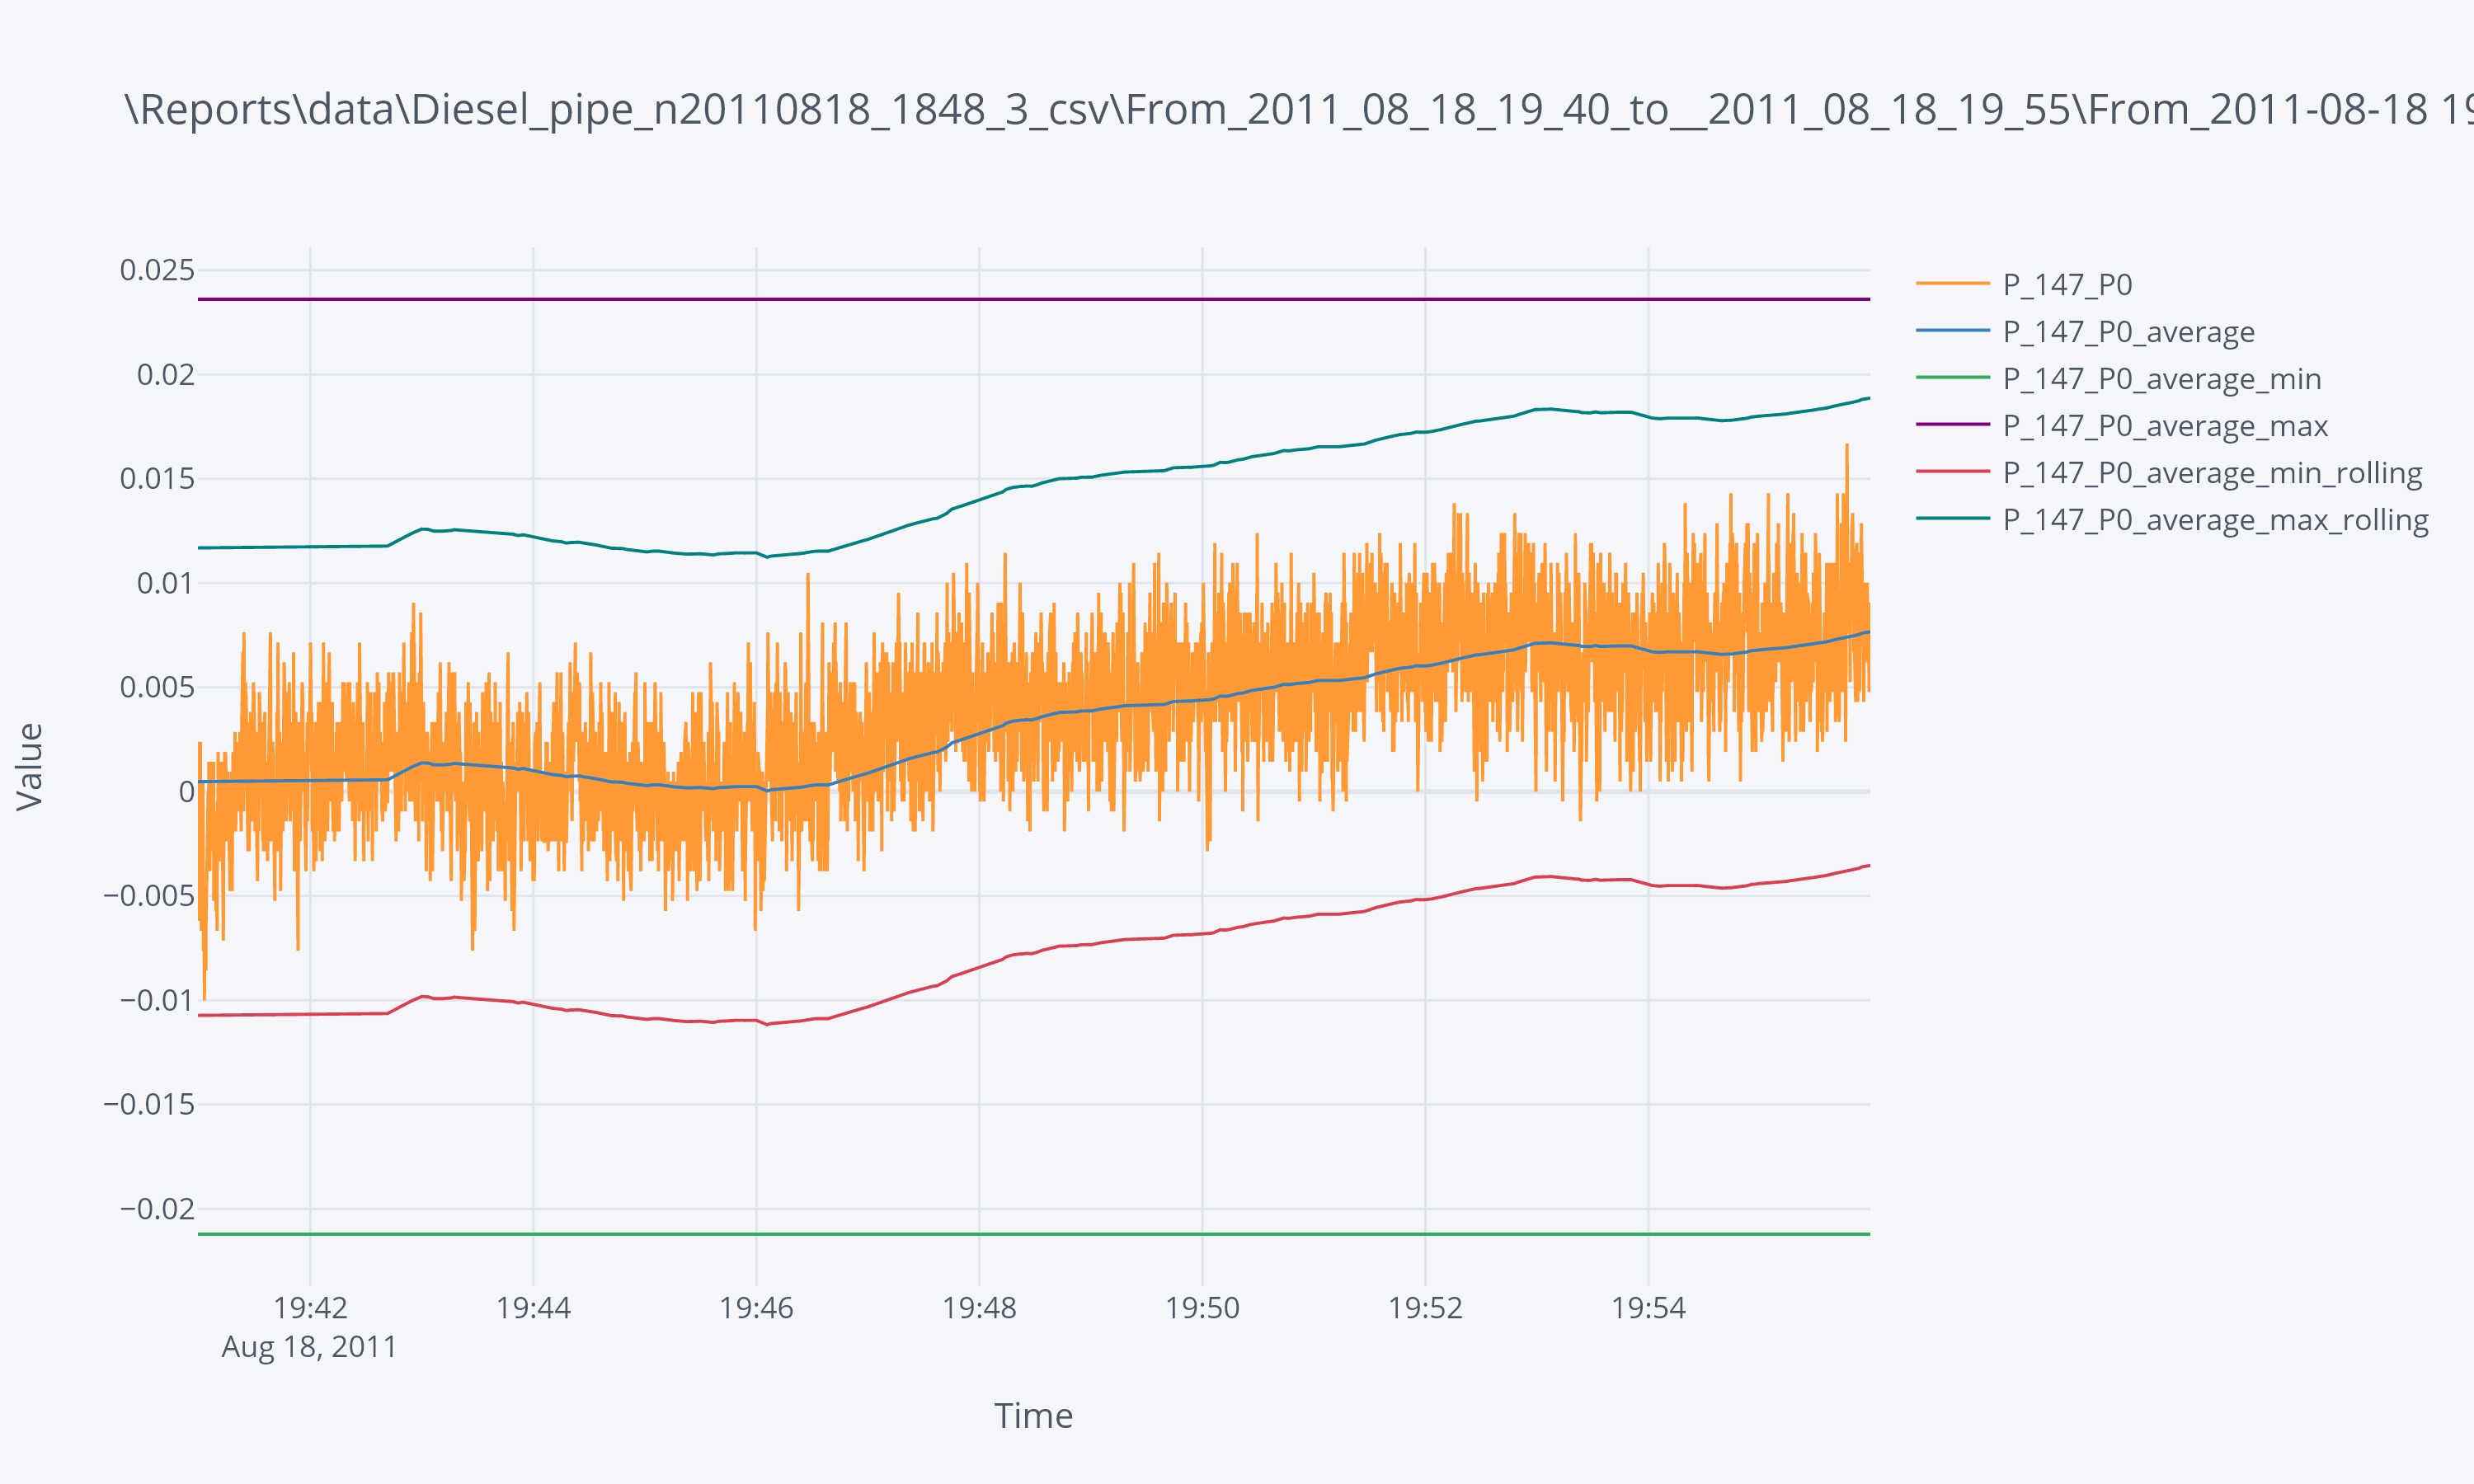 \Reports\data\Diesel_pipe_n20110818_1848_3_csv\From_2011_08_18_19_40_to__2011_08_18_19_55\From_2011-08-18 19
0.025
0.02
0.015
0.01
0.005
0
−0.005
−0.01
−0.015
−0.02
Value
19:42
19:44
19:46
19:48
19:50
19:52
19:54
Aug 18, 2011
Time
P_147_P0
P_147_P0_average
P_147_P0_average_min
P_147_P0_average_max
P_147_P0_average_min_rolling
P_147_P0_average_max_rolling